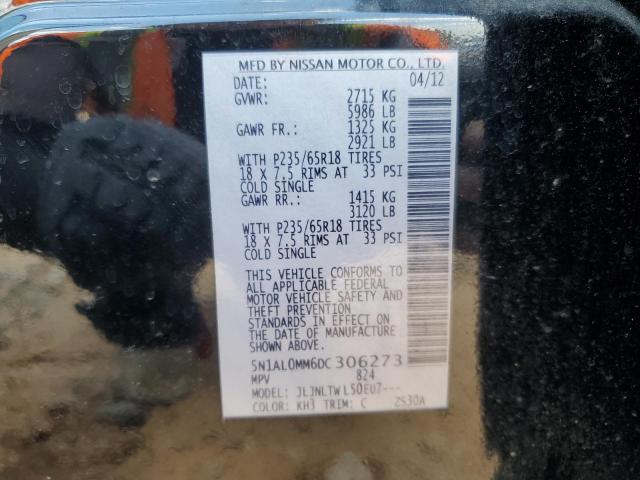 MFD BY NISSAN MOTOR CO., LTD.
DATE: 04/12
GVWR: 2715 KG
5986 LB
GAWR FR.: 1325 KG
2921 LB
WITH P235/65R18 TIRES
18 X 7.5 RIMS AT 33 PSI
COLD SINGLE
GAWR RR.: 1415 KG
3120 LB
WITH P235/65R18 TIRES
18 X 7.5 RIMS AT 33 PSI
COLD SINGLE
THIS VEHICLE CONFORMS TO
ALL APPLICABLE FEDERAL
MOTOR VEHICLE SAFETY AND
THEFT PREVENTION
STANDARDS IN EFFECT ON
THE DATE OF MANUFACTURE
SHOWN ABOVE.
5N1AL0MM6DC306273
MPV 824
MODEL: JLJNLTWL50EUZ---
COLOR: KH3 TRIM: C 2S30A